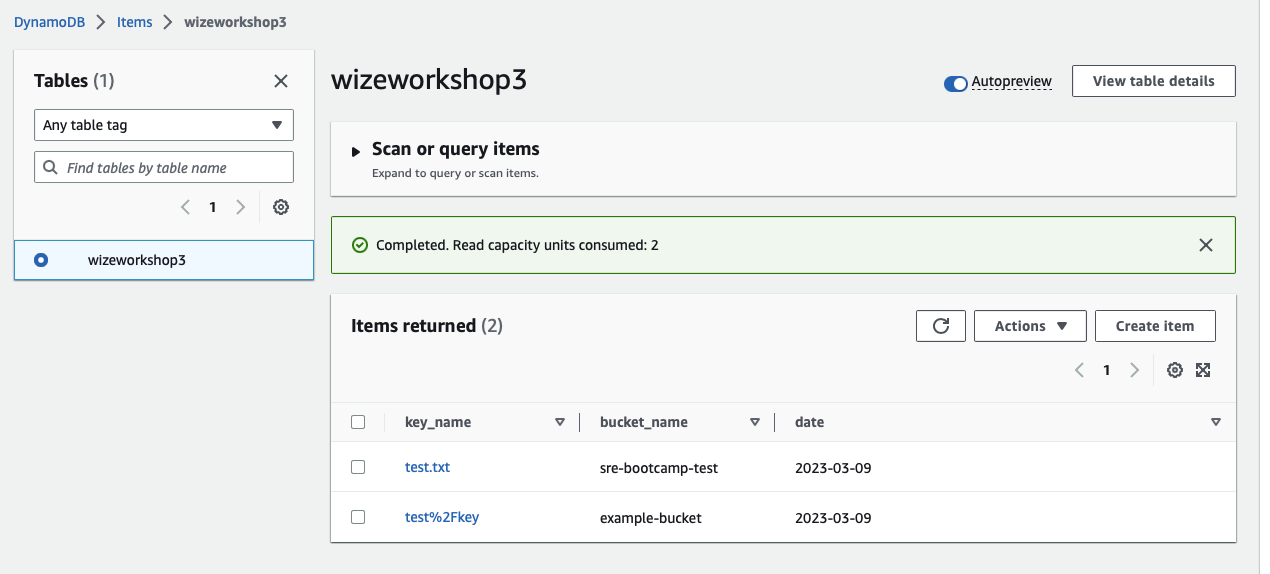 DynamoDB > Items > wizeworkshop3
Tables (1)
Any table tag
Find tables by table name
1
wizeworkshop3
wizeworkshop3
Autopreview
View table details
Scan or query items
Expand to query or scan items.
Completed. Read capacity units consumed: 2
Items returned (2)
Actions
Create item
1
key_name bucket_name date
test.txt sre-bootcamp-test 2023-03-09
test%2Fkey example-bucket 2023-03-09